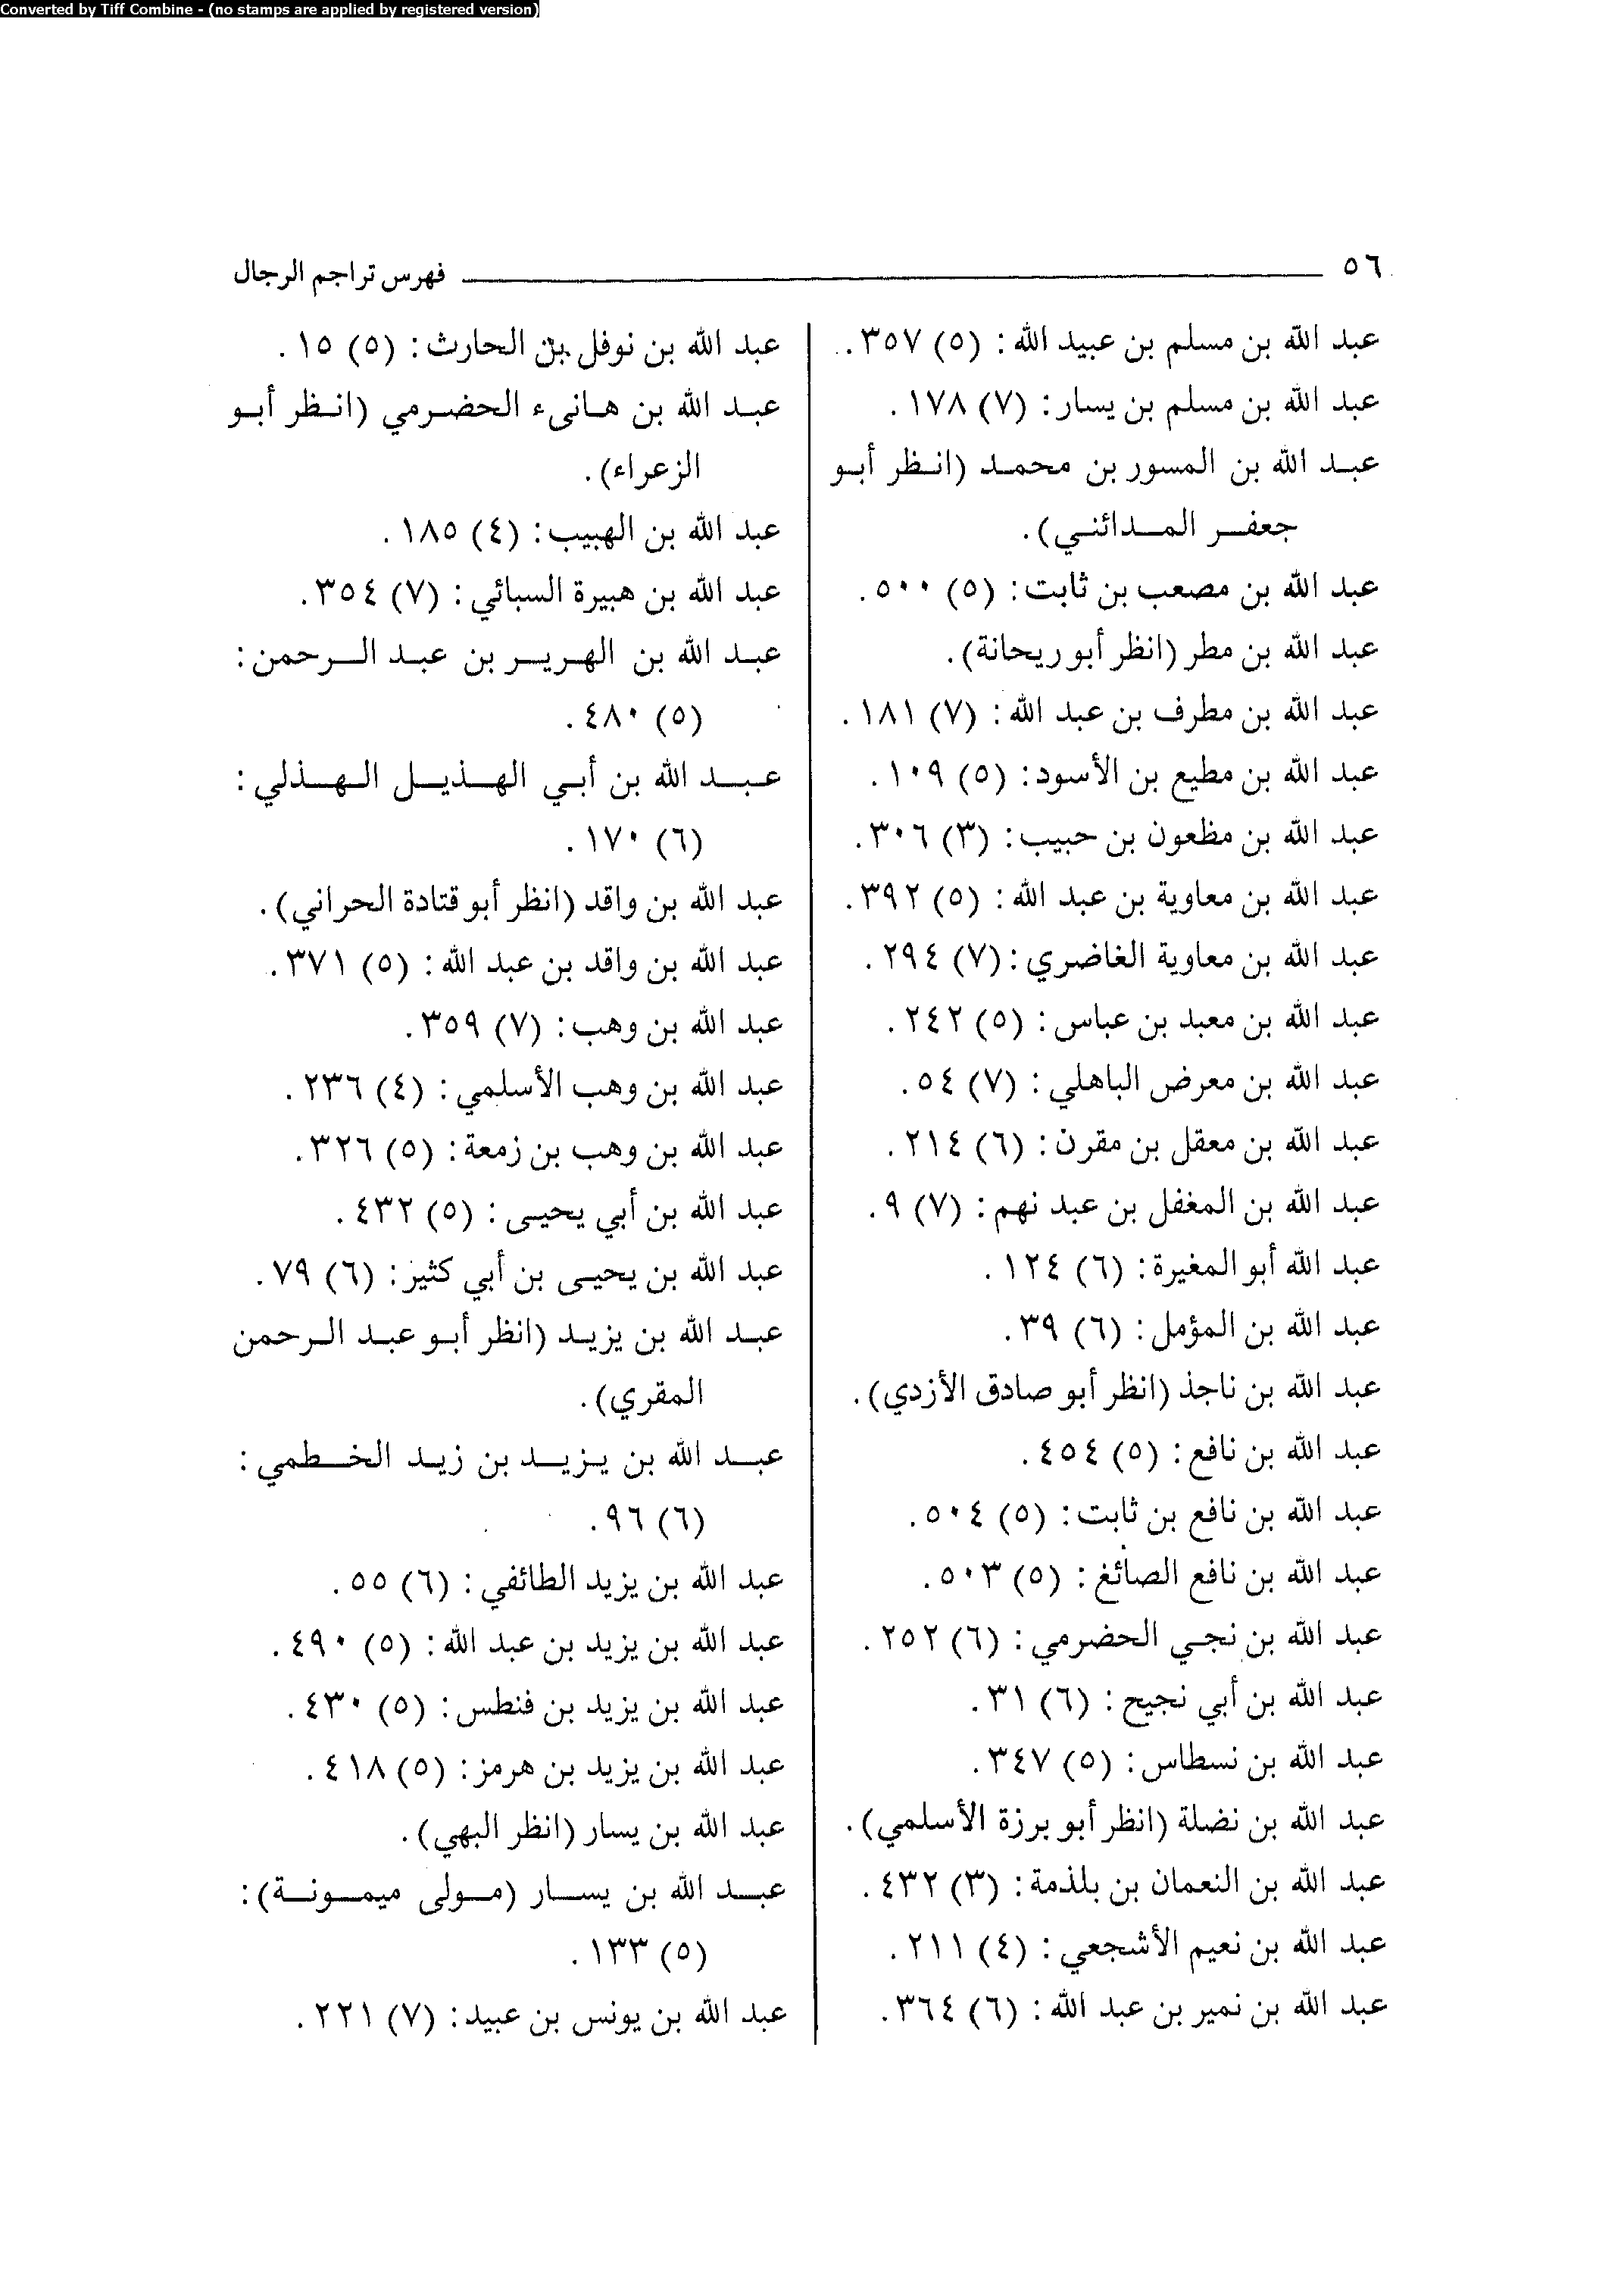 Converted by Tiff Combine - (no stamps are applied by registered version)
٥٦
فهرس تراجم الرجال
عبد الله بن مسلم بن عبيد الله: (٥) ٣٥٧.
عبد الله بن مسلم بن يسار: (٧) ١٧٨.
عبد الله بن المسور بن محمد (انظر أبو
جعفر المدائني).
عبد الله بن مصعب بن ثابت: (٥) ٥٠٠.
عبد الله بن مطر (انظر أبو ريحانة).
عبد الله بن مطرف بن عبد الله: (٧) ١٨١.
عبد الله بن مطيع بن الأسود: (٥) ١٠٩.
عبد الله بن مظعون بن حبيب: (٣) ٣٠٦.
عبد الله بن معاوية بن عبد الله: (٥) ٣٩٢.
عبد الله بن معاوية الغاضري: (٧) ٢٩٤.
عبد الله بن معبد بن عباس: (٥) ٢٤٢.
عبد الله بن معرض الباهلي: (٧) ٥٤.
عبد الله بن معقل بن مقرن: (٦) ٢١٤.
عبد الله بن المغفل بن عبد نهم: (٧) ٩.
عبد الله أبو المغيرة: (٦) ١٢٤.
عبد الله بن المؤمل: (٦) ٣٩.
عبد الله بن ناجذ (انظر أبو صادق الأزدي).
عبد الله بن نافع: (٥) ٤٥٤.
عبد الله بن نافع بن ثابت: (٥) ٥٠٤.
عبد الله بن نافع الصائغ: (٥) ٥٠٣.
عبد الله بن نجي الحضرمي: (٦) ٢٥٢.
عبد الله بن أبي نجيح: (٦) ٣١.
عبد الله بن نسطاس: (٥) ٣٤٧.
عبد الله بن نضلة (انظر أبو برزة الأسلمي).
عبد الله بن النعمان بن بلذمة: (٣) ٤٣٢.
عبد الله بن نعيم الأشجعي: (٤) ٢١١.
عبد الله بن نمير بن عبد الله: (٦) ٣٦٤.
عبد الله بن نوفل بن الحارث: (٥) ١٥.
عبد الله بن هانىء الحضرمي (انظر أبو
الزعراء).
عبد الله بن الهبيب: (٤) ١٨٥.
عبد الله بن هبيرة السبائي: (٧) ٣٥٤.
عبد الله بن الهرير بن عبد الرحمن:
(٥) ٤٨٠.
عبد الله بن أبي الهذيل الهذلي:
(٦) ١٧٠.
عبد الله بن واقد (انظر أبو قتادة الحراني).
عبد الله بن واقد بن عبد الله: (٥) ٣٧١.
عبد الله بن وهب: (٧) ٣٥٩.
عبد الله بن وهب الأسلمي: (٤) ٢٣٦.
عبد الله بن وهب بن زمعة: (٥) ٣٢٦.
عبد الله بن أبي يحيى: (٥) ٤٣٢.
عبد الله بن يحيى بن أبي كثير: (٦) ٧٩.
عبد الله بن يزيد (انظر أبو عبد الرحمن
المقري).
عبد الله بن يزيد بن زيد الخطمي:
(٦) ٩٦.
عبد الله بن يزيد الطائفي: (٦) ٥٥.
عبد الله بن يزيد بن عبد الله: (٥) ٤٩٠.
عبد الله بن يزيد بن فنطس: (٥) ٤٣٠.
عبد الله بن يزيد بن هرمز: (٥) ٤١٨.
عبد الله بن يسار (انظر البهي).
عبد الله بن يسار (مولى ميمونة):
(٥) ١٣٣.
عبد الله بن يونس بن عبيد: (٧) ٢٢١.